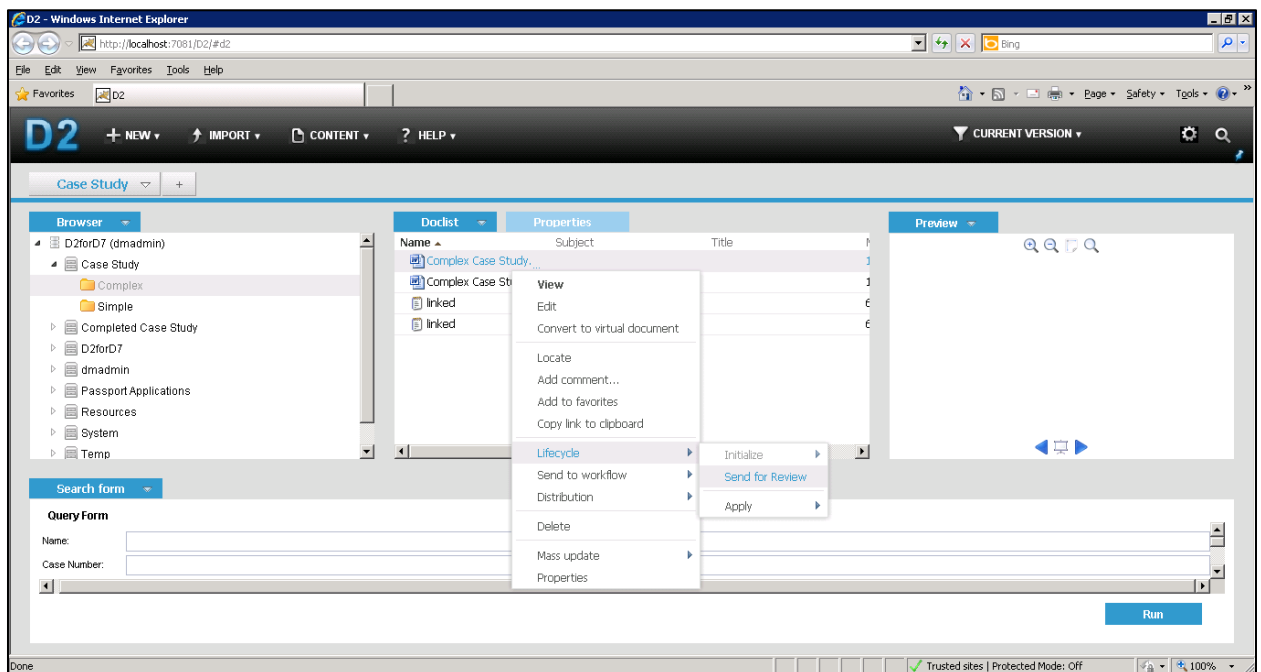 D2 - Windows Internet Explorer
http://localhost:7081/D2/#d2
Bing
File Edit View Favorites Tools Help
Favorites D2
Page Safety Tools »
D2 + NEW IMPORT CONTENT ? HELP CURRENT VERSION
Case Study +
Browser Doclist Properties Preview
D2forD7 (dmadmin) Name Subject Title
Case Study Complex Case Study....
Complex Complex Case
Simple linked
Completed Case Study linked
D2forD7
dmadmin
Passport Applications
Resources
System
Temp
View
Edit
Convert to virtual document
Locate
Add comment...
Add to favorites
Copy link to clipboard
Lifecycle
Send to workflow
Distribution
Delete
Mass update
Properties
Initialize
Send for Review
Apply
Search form
Query Form
Name:
Case Number:
Run
Done Trusted sites | Protected Mode: Off 100%